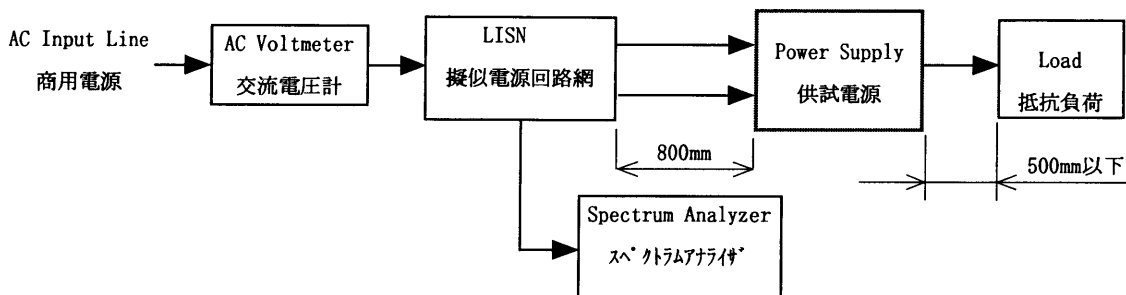 AC Input Line
商用電源
AC Voltmeter
交流電圧計
LISN
擬似電源回路網
Power Supply
供試電源
Load
抵抗負荷
800mm
500mm以下
Spectrum Analyzer
ｽﾍﾟｸﾄﾗﾑｱﾅﾗｲｻﾞ